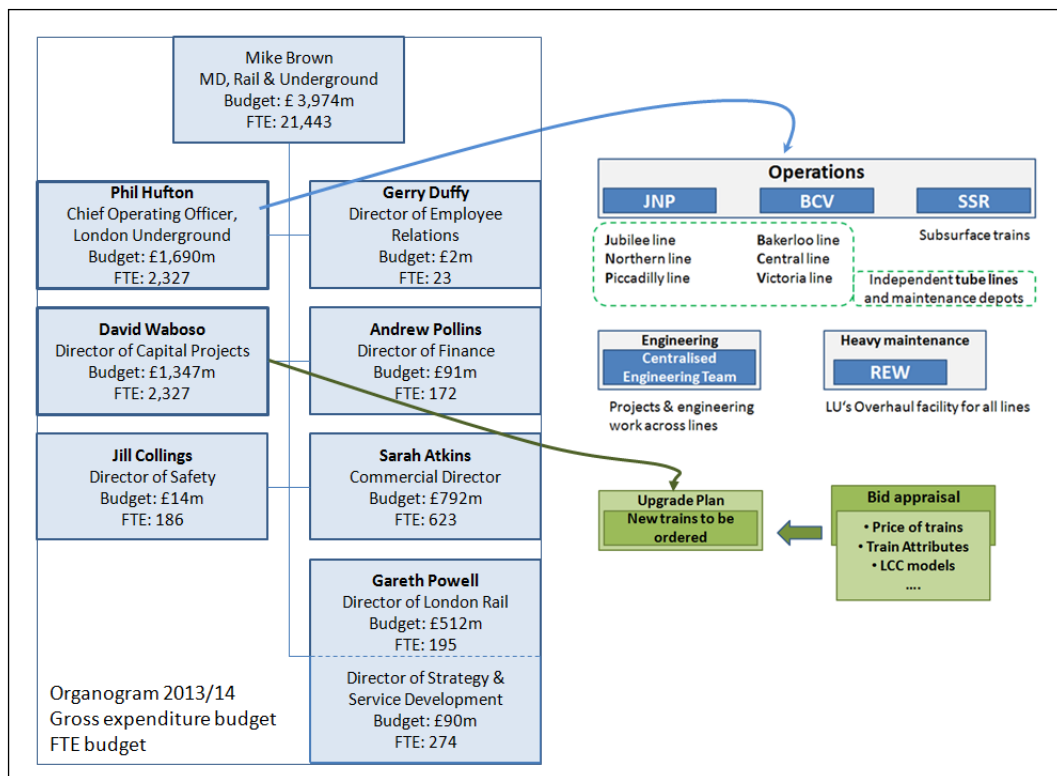 Mike Brown
MD, Rail & Underground
Budget: £ 3,974m
FTE: 21,443
Phil Hufton
Chief Operating Officer,
London Underground
Budget: £1,690m
FTE: 2,327
Gerry Duffy
Director of Employee
Relations
Budget: £2m
FTE: 23
David Waboso
Director of Capital Projects
Budget: £1,347m
FTE: 2,327
Andrew Pollins
Director of Finance
Budget: £91m
FTE: 172
Jill Collings
Director of Safety
Budget: £14m
FTE: 186
Sarah Atkins
Commercial Director
Budget: £792m
FTE: 623
Gareth Powell
Director of London Rail
Budget: £512m
FTE: 195
Director of Strategy &
Service Development
Budget: £90m
FTE: 274
Organogram 2013/14
Gross expenditure budget
FTE budget
Operations
JNP
BCV
SSR
Jubilee line
Northern line
Piccadilly line
Bakerloo line
Central line
Victoria line
Subsurface trains
Independent tube lines
and maintenance depots
Engineering
Centralised
Engineering Team
Projects & engineering
work across lines
Heavy maintenance
REW
LU's Overhaul facility for all lines
Upgrade Plan
New trains to be
ordered
Bid appraisal
• Price of trains
• Train Attributes
• LCC models
....